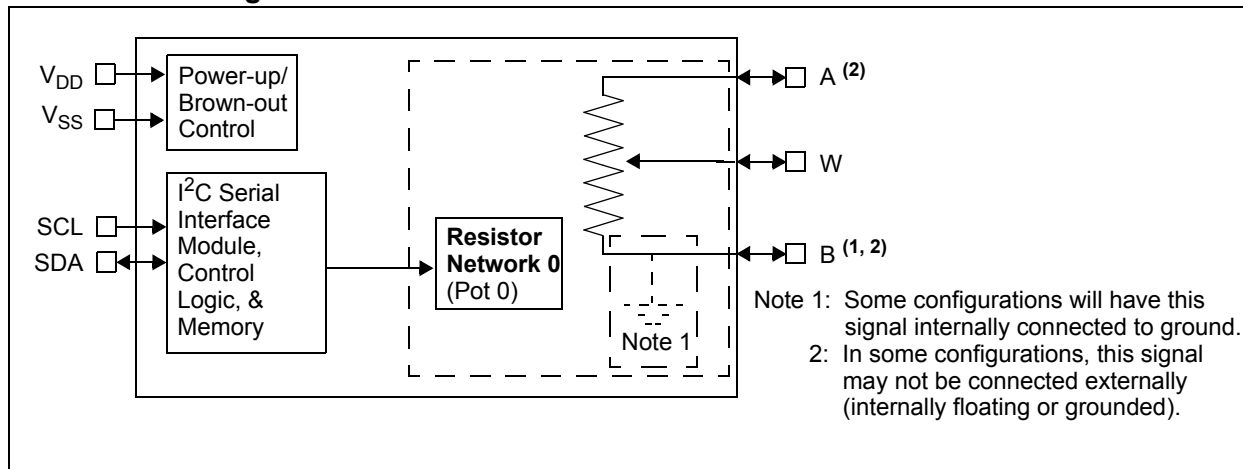 V_DD
V_SS
Power-up/
Brown-out
Control
SCL
SDA
I²C Serial
Interface
Module,
Control
Logic, &
Memory
Resistor
Network 0
(Pot 0)
Note 1
A (2)
W
B (1, 2)
Note 1: Some configurations will have this
signal internally connected to ground.
2: In some configurations, this signal
may not be connected externally
(internally floating or grounded).